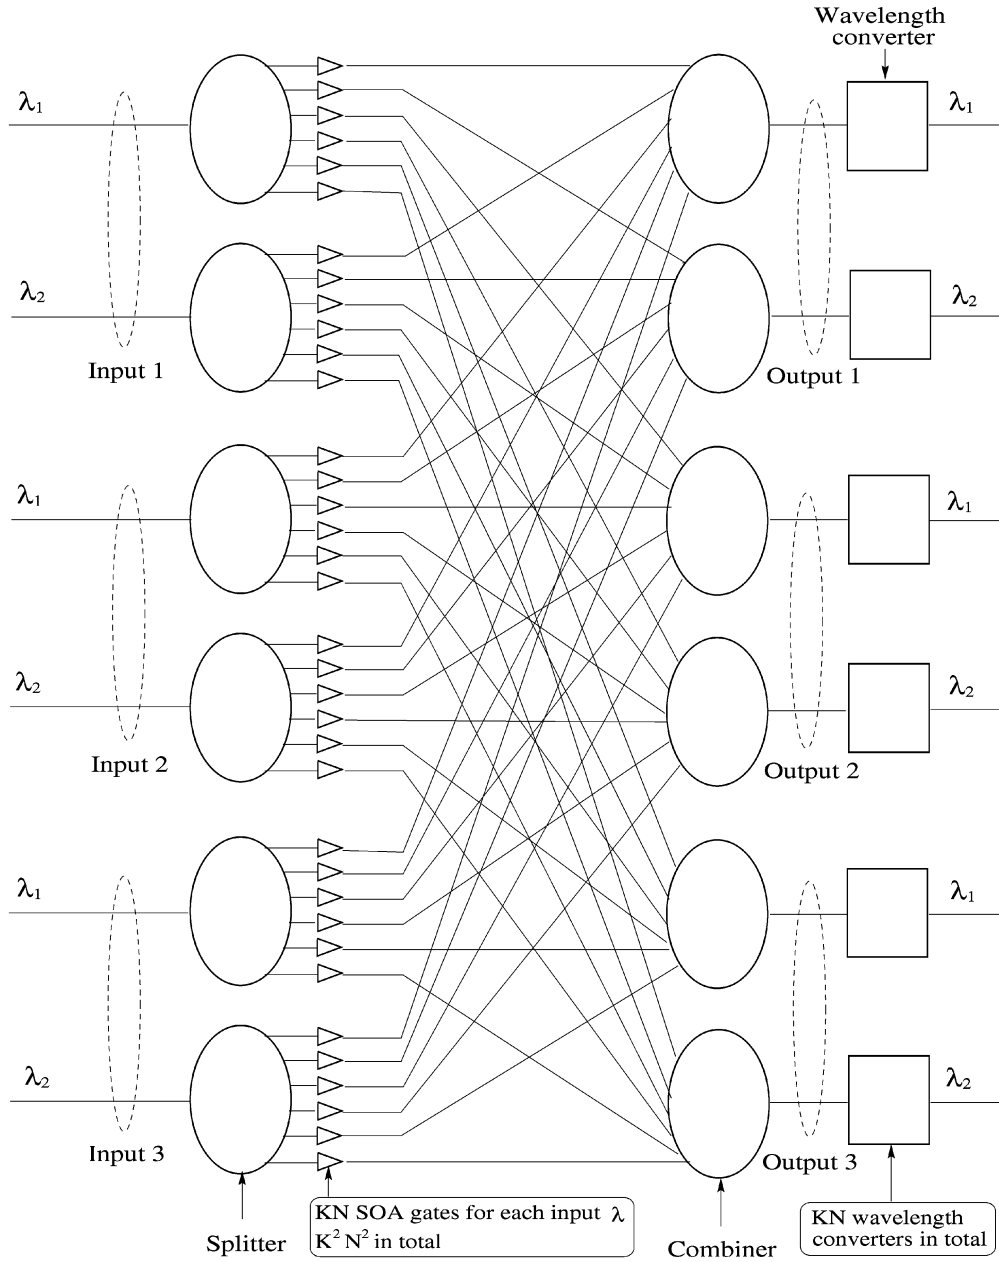 Wavelength
converter
λ1
λ1
λ2
λ2
Input 1
Output 1
λ1
λ1
λ2
λ2
Input 2
Output 2
λ1
λ1
λ2
λ2
Input 3
Output 3
Splitter
KN SOA gates for each input λ
K² N² in total
Combiner
KN wavelength
converters in total